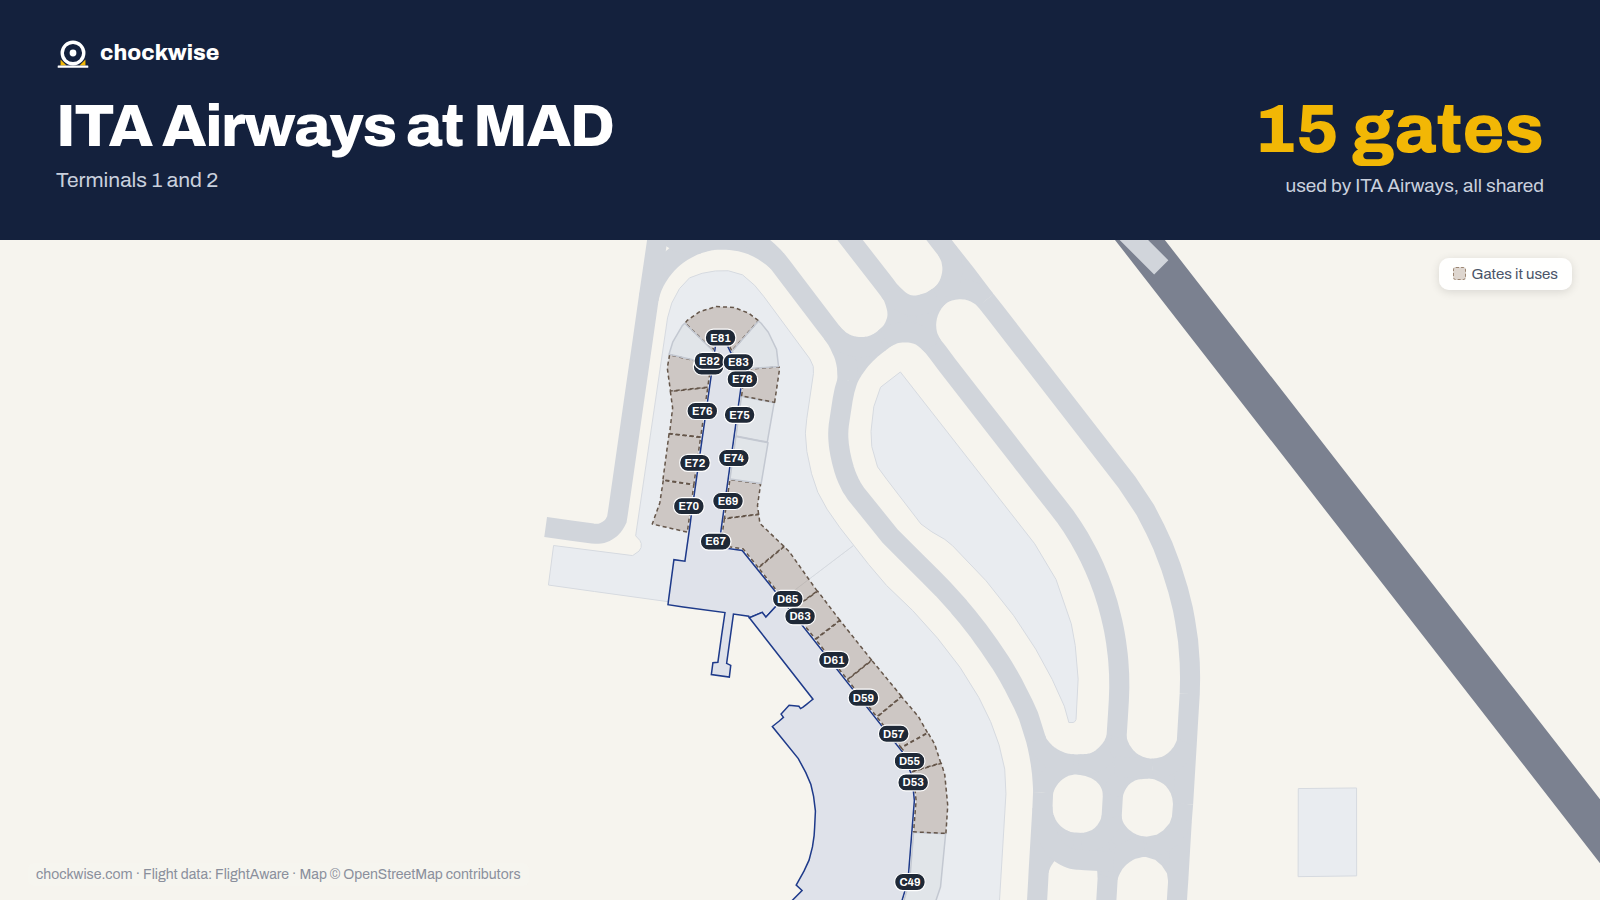 chockwise
ITA Airways at MAD
Terminals 1 and 2
15 gates
used by ITA Airways, all shared
Gates it uses
E81
E82
E83
E78
E76
E75
E72
E74
E70
E69
E67
D65
D63
D61
D59
D57
D55
D53
C49
chockwise.com · Flight data: FlightAware · Map © OpenStreetMap contributors